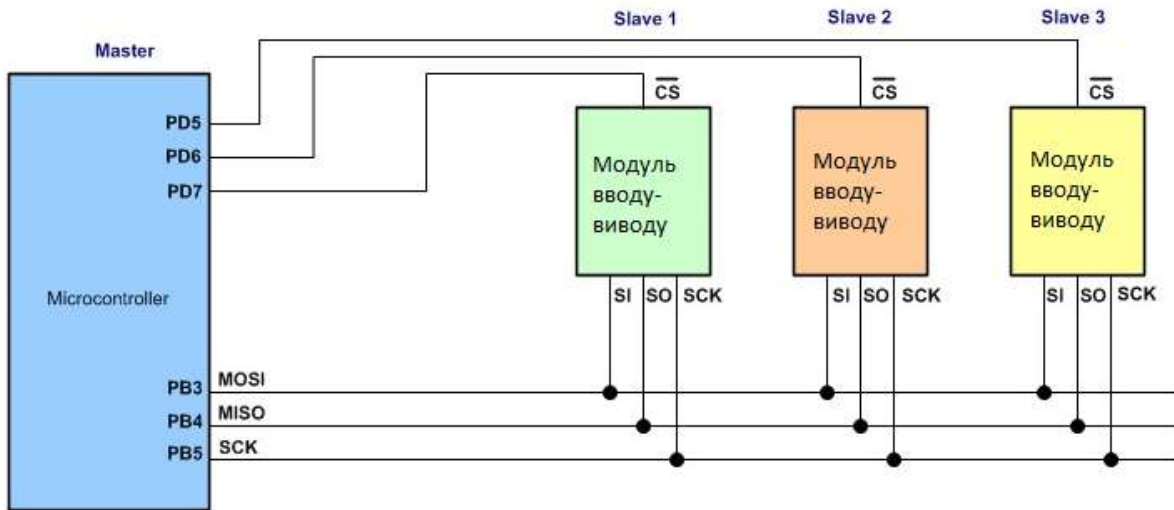 Slave 1
Slave 2
Slave 3
Master
CS
CS
CS
PD5
PD6
PD7
Модуль
вводу-
виводу
Модуль
вводу-
виводу
Модуль
вводу-
виводу
Microcontroller
SI SO SCK
SI SO SCK
SI SO SCK
PB3 MOSI
PB4 MISO
PB5 SCK